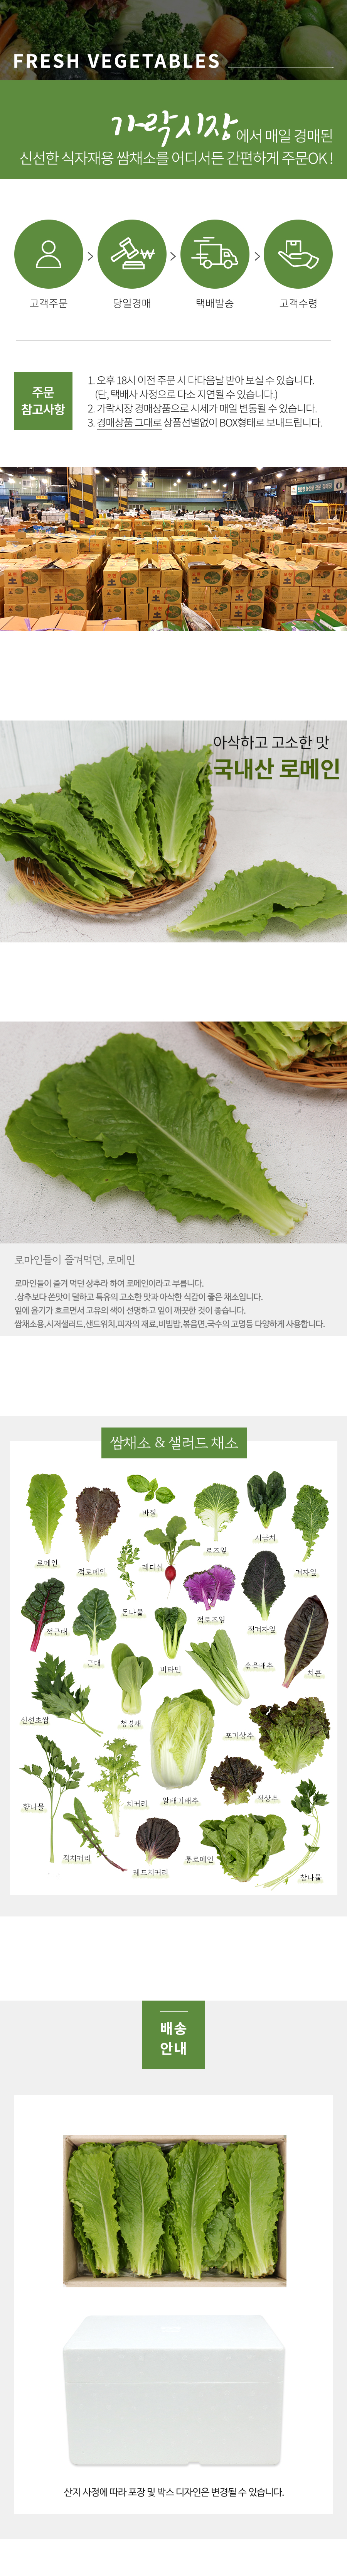 FRESH VEGETABLES
가락시장에서 매일 경매된
신선한 식자재용 쌈채소를 어디서든 간편하게 주문OK!
고객주문
당일경매
택배발송
고객수령
주문
참고사항
1. 오후 18시 이전 주문 시 다다음날 받아 보실 수 있습니다.
(단, 택배사 사정으로 다소 지연될 수 있습니다.)
2. 가락시장 경매상품으로 시세가 매일 변동될 수 있습니다.
3. 경매상품 그대로 상품선별없이 BOX형태로 보내드립니다.
아삭하고 고소한 맛
국내산 로메인
로마인들이 즐겨먹던, 로메인
로마인들이 즐겨 먹던 상추라 하여 로메인이라고 부릅니다.
.상추보다 쓴맛이 덜하고 특유의 고소한 맛과 아삭한 식감이 좋은 채소입니다.
잎에 윤기가 흐르면서 고유의 색이 선명하고 잎이 깨끗한 것이 좋습니다.
쌈채소용,시저샐러드,샌드위치,피자의 재료,비빔밥,볶음면,국수의 고명등 다양하게 사용합니다.
쌈채소 & 샐러드 채소
바질
로메인
적로메인
레디쉬
로즈일
시금치
겨자일
돈나물
적근대
적로즈일
적겨자일
근대
비타민
솎음배추
치콘
신선초쌈
청경채
포기상추
향나물
치커리
알배기배추
적상추
적치커리
레드치커리
통로메인
참나물
배송
안내
산지 사정에 따라 포장 및 박스 디자인은 변경될 수 있습니다.